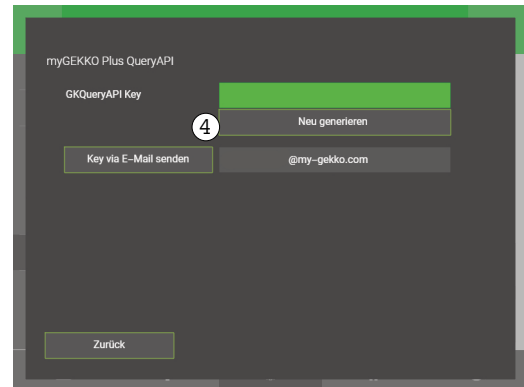 myGEKKO Plus QueryAPI
GKQueryAPI Key
4
Neu generieren
Key via E-Mail senden
@my-gekko.com
Zurück